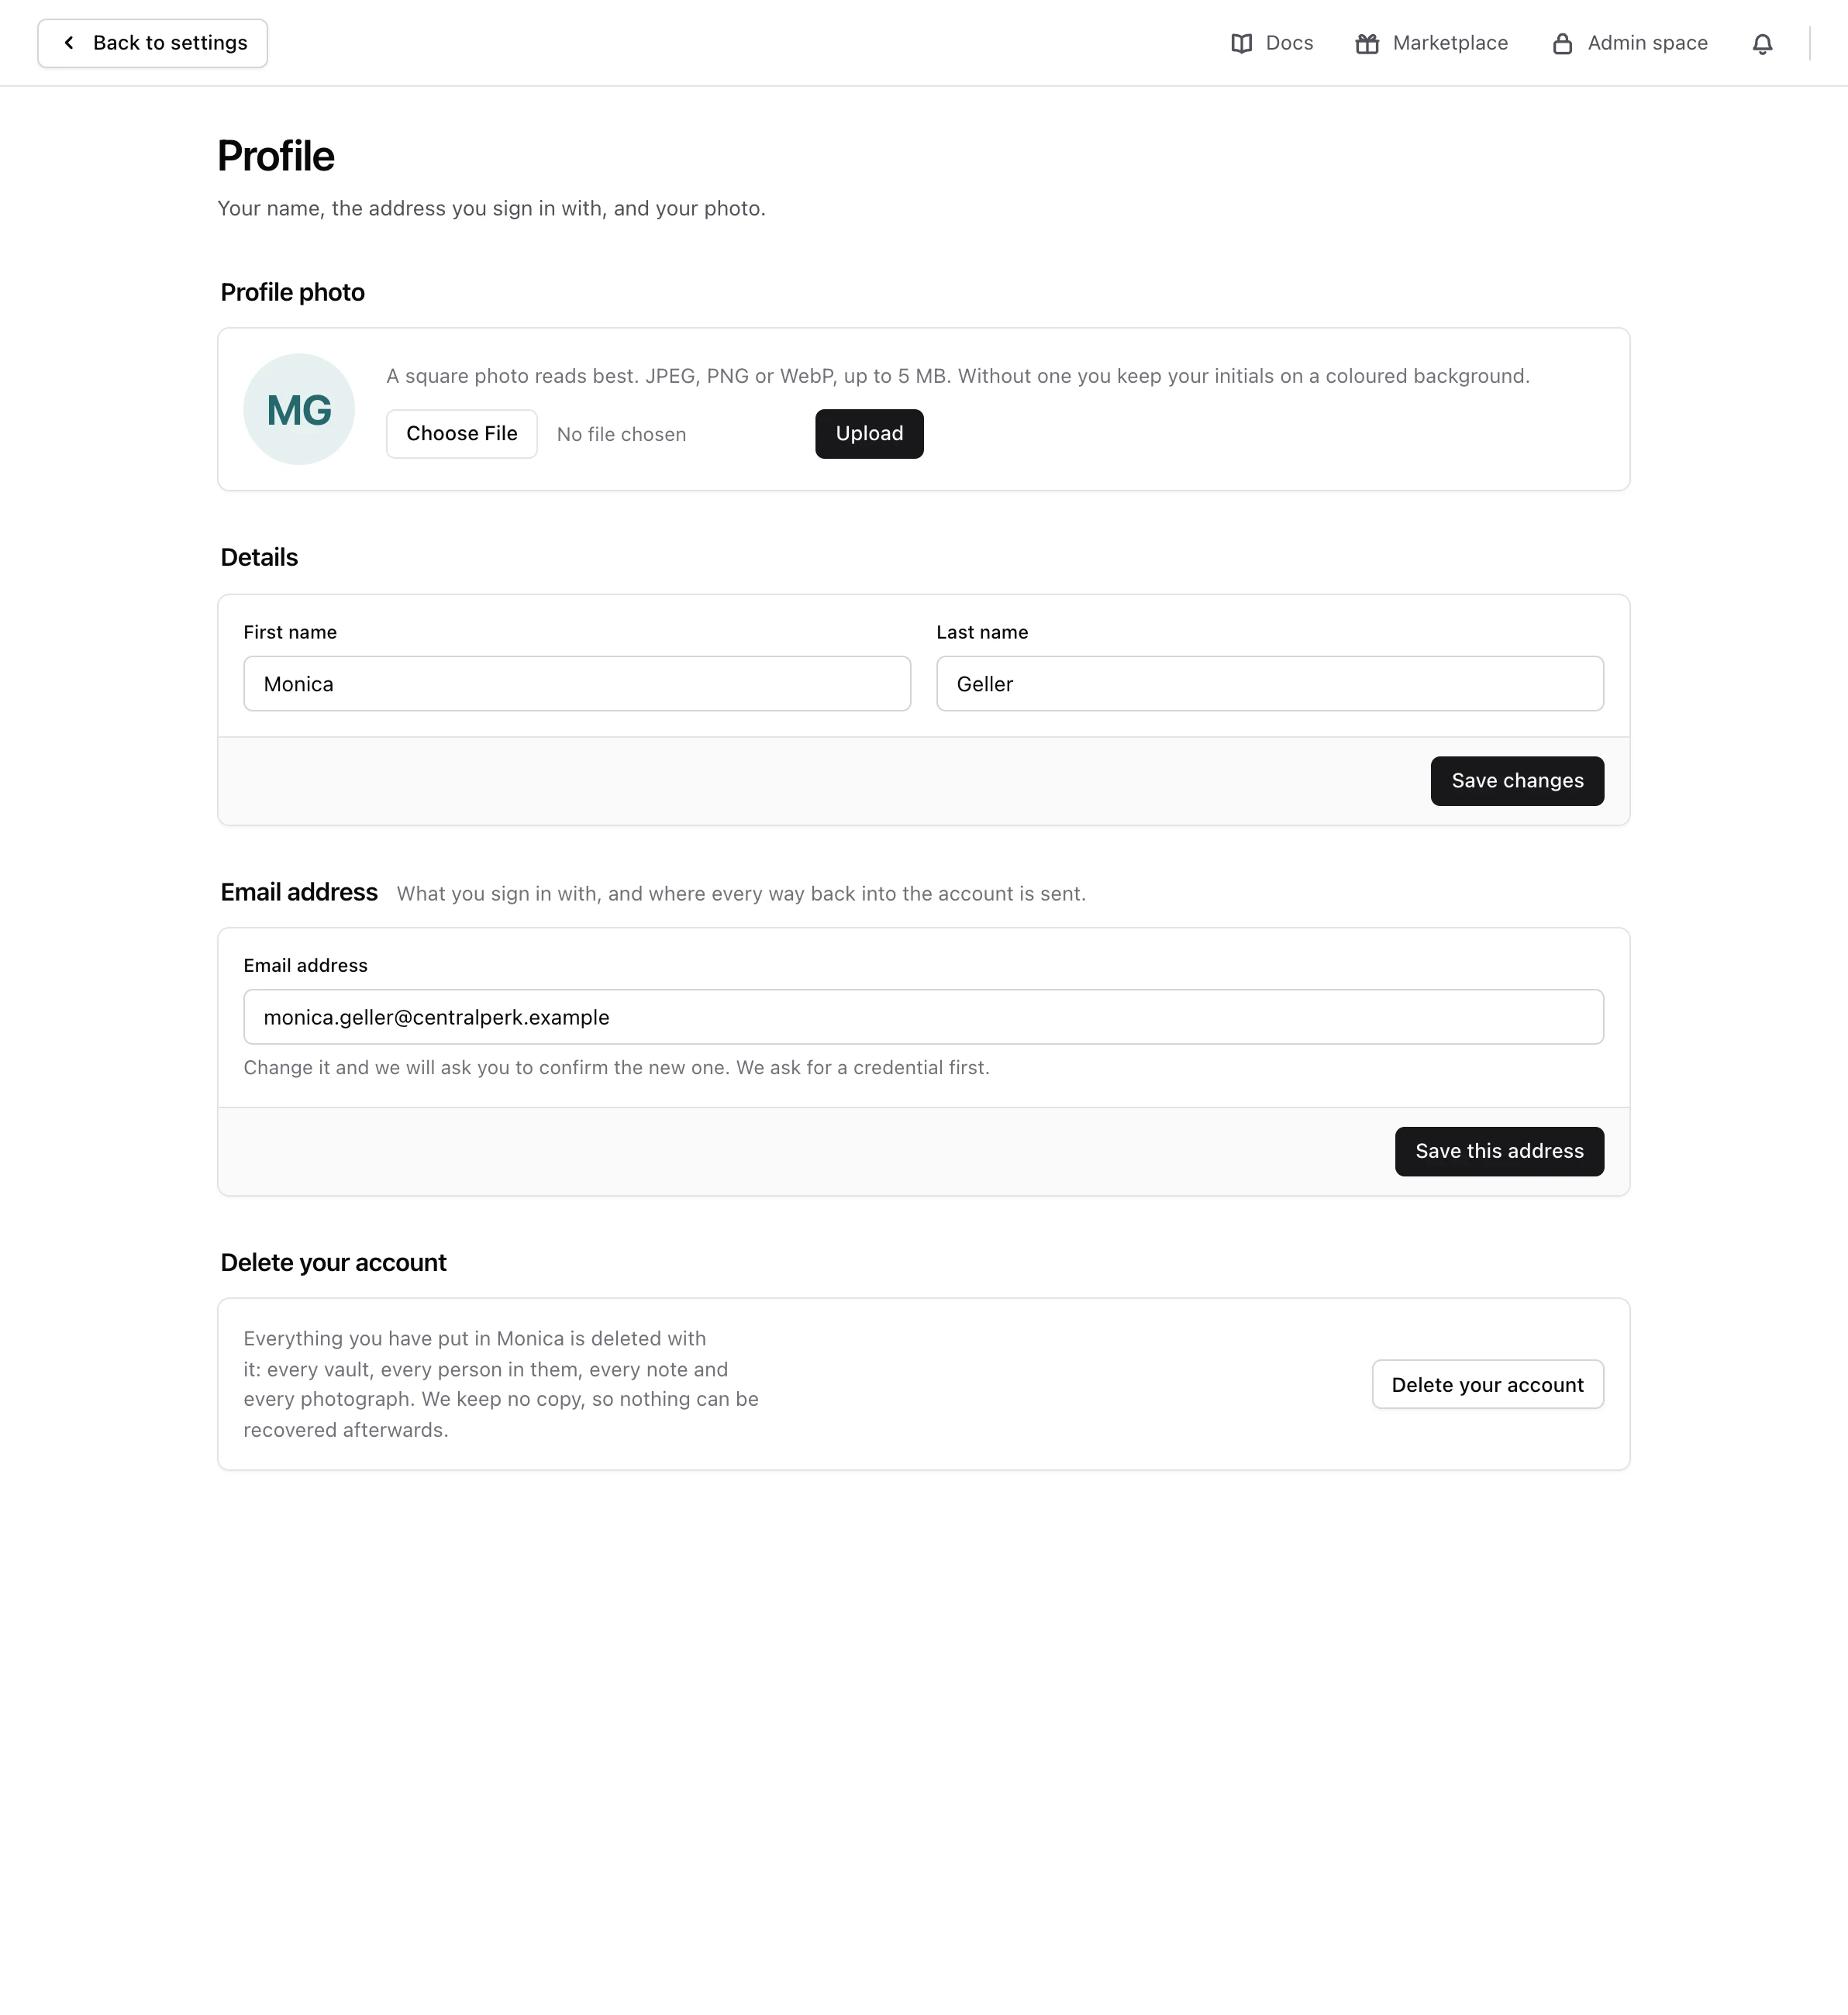 Back to settings
Docs
Marketplace
Admin space
Profile
Your name, the address you sign in with, and your photo.
Profile photo
MG
A square photo reads best. JPEG, PNG or WebP, up to 5 MB. Without one you keep your initials on a coloured background.
Choose File
No file chosen
Upload
Details
First name
Last name
Monica
Geller
Save changes
Email address What you sign in with, and where every way back into the account is sent.
Email address
monica.geller@centralperk.example
Change it and we will ask you to confirm the new one. We ask for a credential first.
Save this address
Delete your account
Everything you have put in Monica is deleted with
it: every vault, every person in them, every note and
every photograph. We keep no copy, so nothing can be
recovered afterwards.
Delete your account